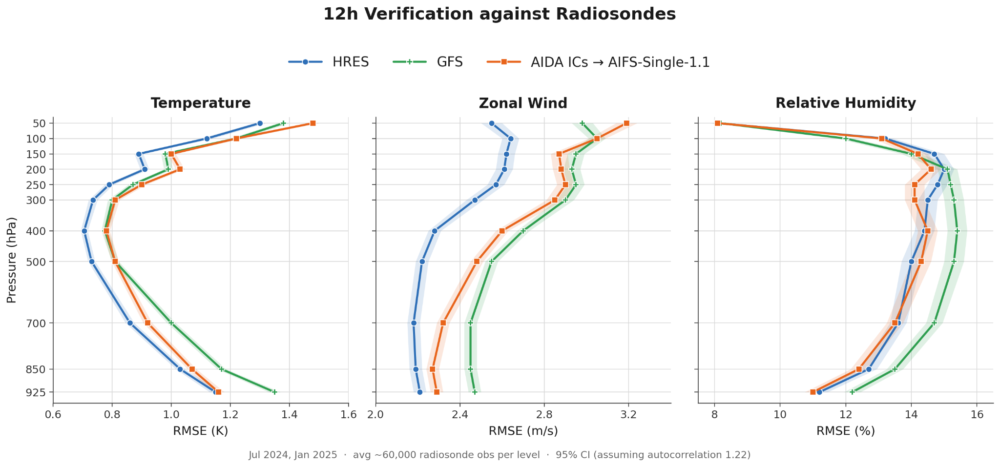 12h Verification against Radiosondes
HRES GFS AIDA ICs → AIFS-Single-1.1
Temperature Zonal Wind Relative Humidity
Pressure (hPa)
50
100
150
200
250
300
400
500
700
850
925
0.6 0.8 1.0 1.2 1.4 1.6 2.0 2.4 2.8 3.2 8 10 12 14 16
RMSE (K) RMSE (m/s) RMSE (%)
Jul 2024, Jan 2025 · avg ~60,000 radiosonde obs per level · 95% CI (assuming autocorrelation 1.22)